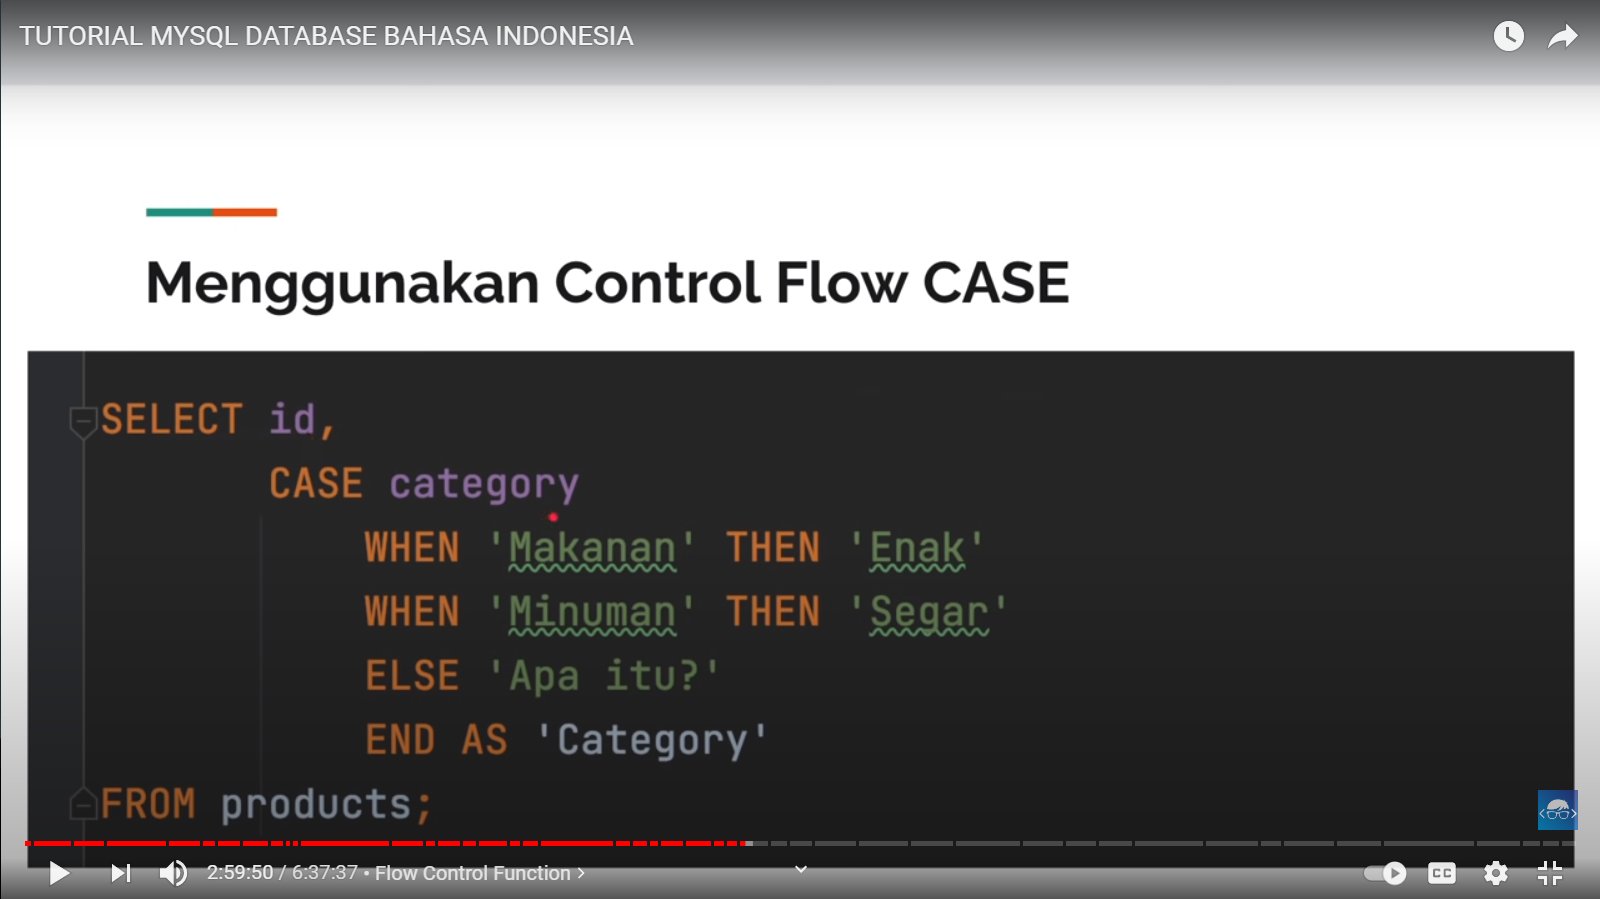 TUTORIAL MYSQL DATABASE BAHASA INDONESIA
Menggunakan Control Flow CASE
SELECT id,
CASE category
WHEN 'Makanan' THEN 'Enak'
WHEN 'Minuman' THEN 'Segar'
ELSE 'Apa itu?'
END AS 'Category'
FROM products;
2:59:50 / 6:37:37 • Flow Control Function
CC